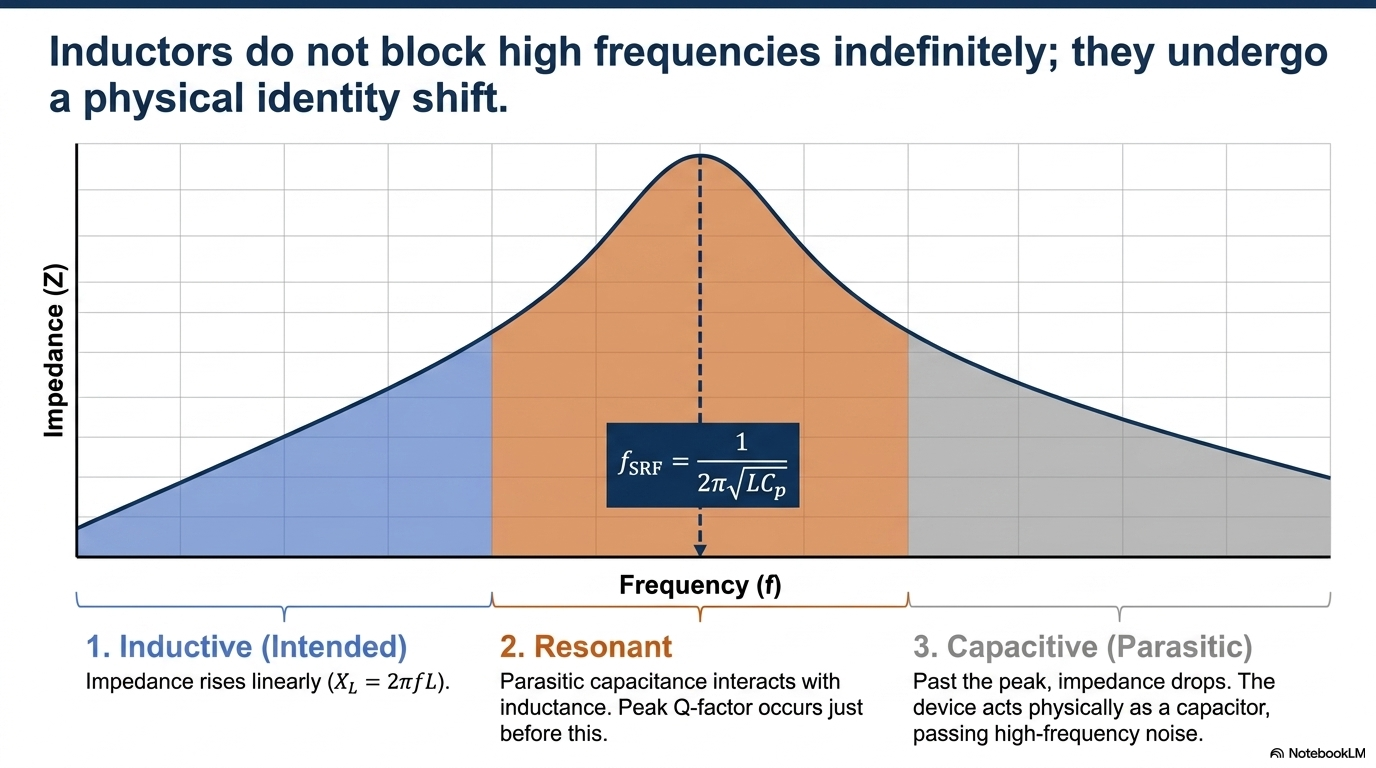 Inductors do not block high frequencies indefinitely; they undergo
a physical identity shift.
Impedance (Z)
f_SRF = 1 / (2π√(LC_p))
Frequency (f)
1. Inductive (Intended)
Impedance rises linearly (X_L = 2πfL).
2. Resonant
Parasitic capacitance interacts with
inductance. Peak Q-factor occurs just
before this.
3. Capacitive (Parasitic)
Past the peak, impedance drops. The
device acts physically as a capacitor,
passing high-frequency noise.
NotebookLM